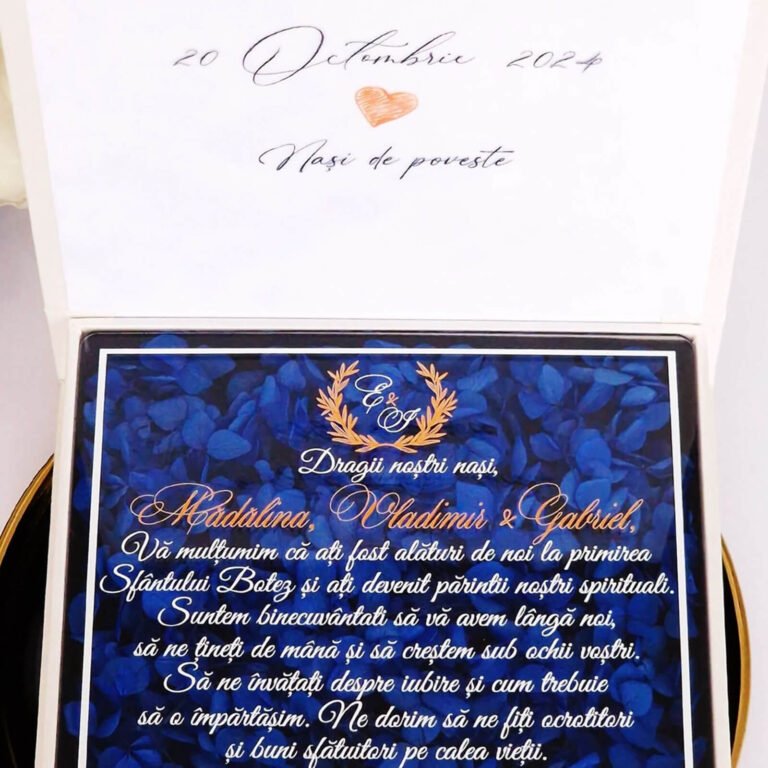 20 Octombrie 2024
Nași de poveste
E & I
Dragii noștri nași,
Mădălina, Vladimir & Gabriel,
Vă mulțumim că ați fost alături de noi la primirea
Sfântului Botez și ați devenit părintii noștri spirituali.
Suntem binecuvântati să vă avem lângă noi,
să ne țineți de mână și să creștem sub ochii voștri.
Să ne învățați despre iubire și cum trebuie
să o împărtășim. Ne dorim să ne fiți ocrotitori
și buni sfătuitori pe calea vieții.